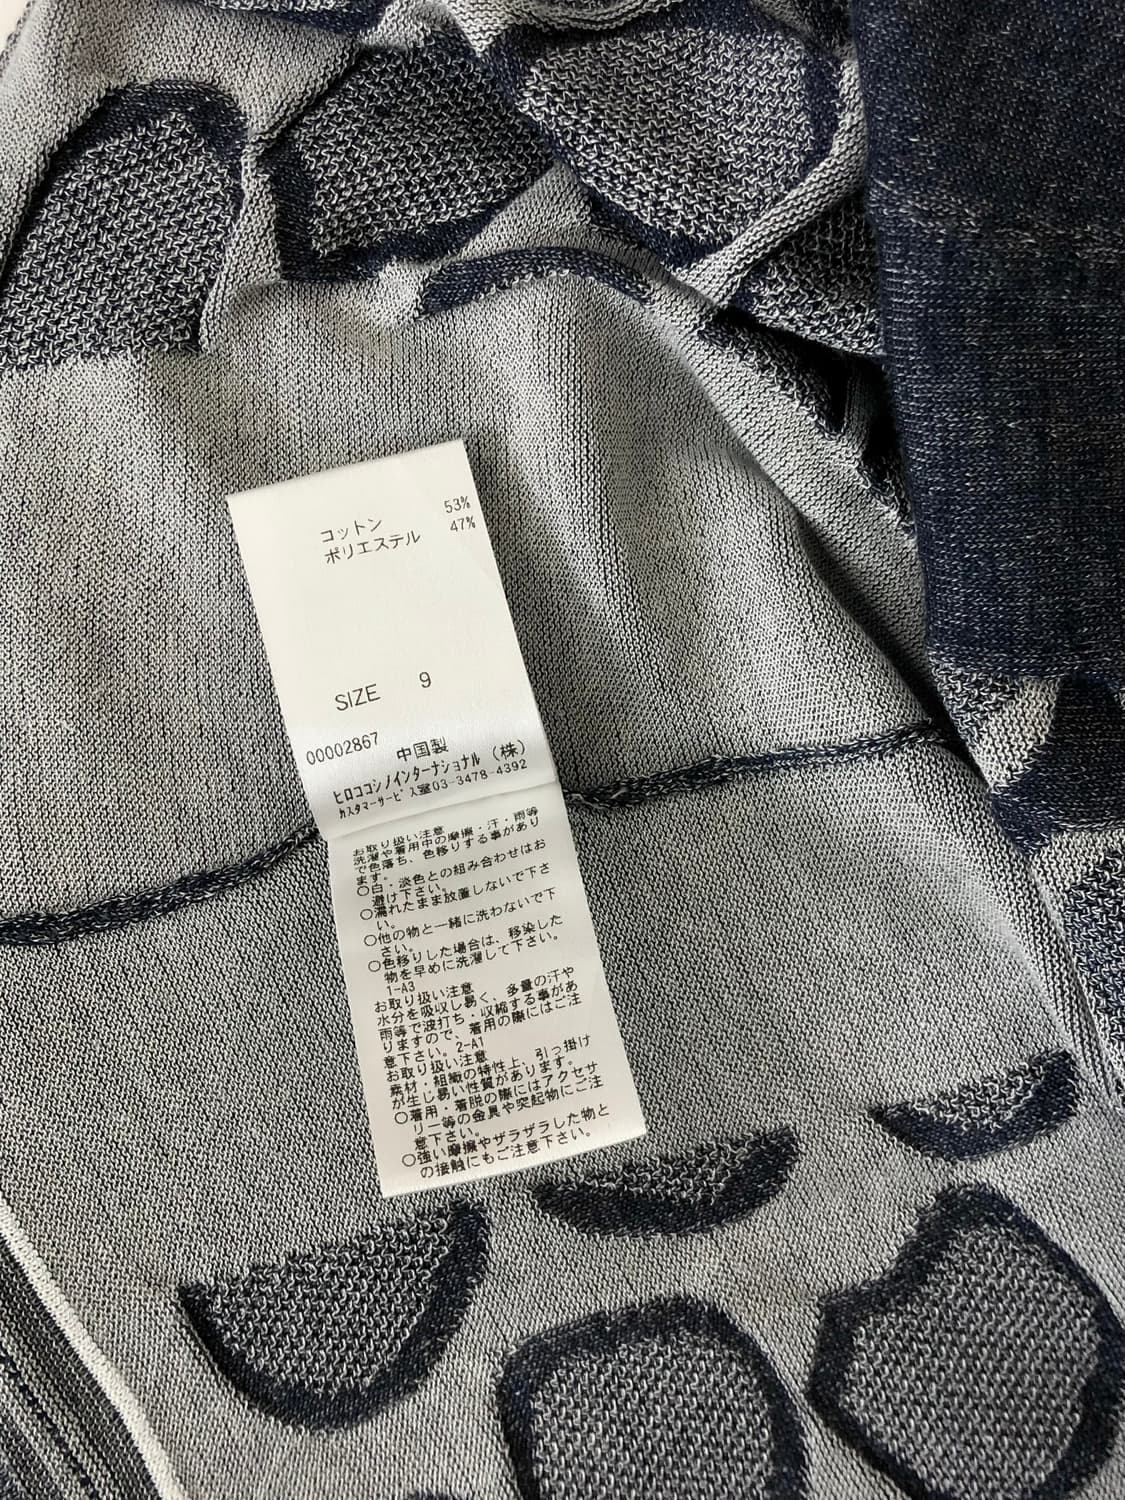 コットン 53%
ポリエステル 47%
SIZE 9
00002867 中国製
ヒロココシノインターナショナル (株)
カスタマーサービス室03-3478-4392
お取り扱い注意
洗濯や着用中の摩擦・汗・雨等
で色落ち、色移りする事があり
ます。
○白・淡色との組み合わせはお
避け下さい。
○濡れたまま放置しないで下さ
い。
○他の物と一緒に洗わないで下
さい。
○色移りした場合は、移染した
物を早めに洗濯して下さい。
1-A3
お取り扱い注意
水分を吸収し易く、多量の汗や
雨等で波打ち・収縮する事があ
りますので、着用の際にはご注
意下さい。2-A1
お取り扱い注意
素材・組織の特性上、引っ掛け
が生じ易い性質があります。
○着用・着脱の際にはアクセサ
リー等の金具や突起物にご注
意下さい。
○強い摩擦やザラザラした物と
の接触にもご注意下さい。